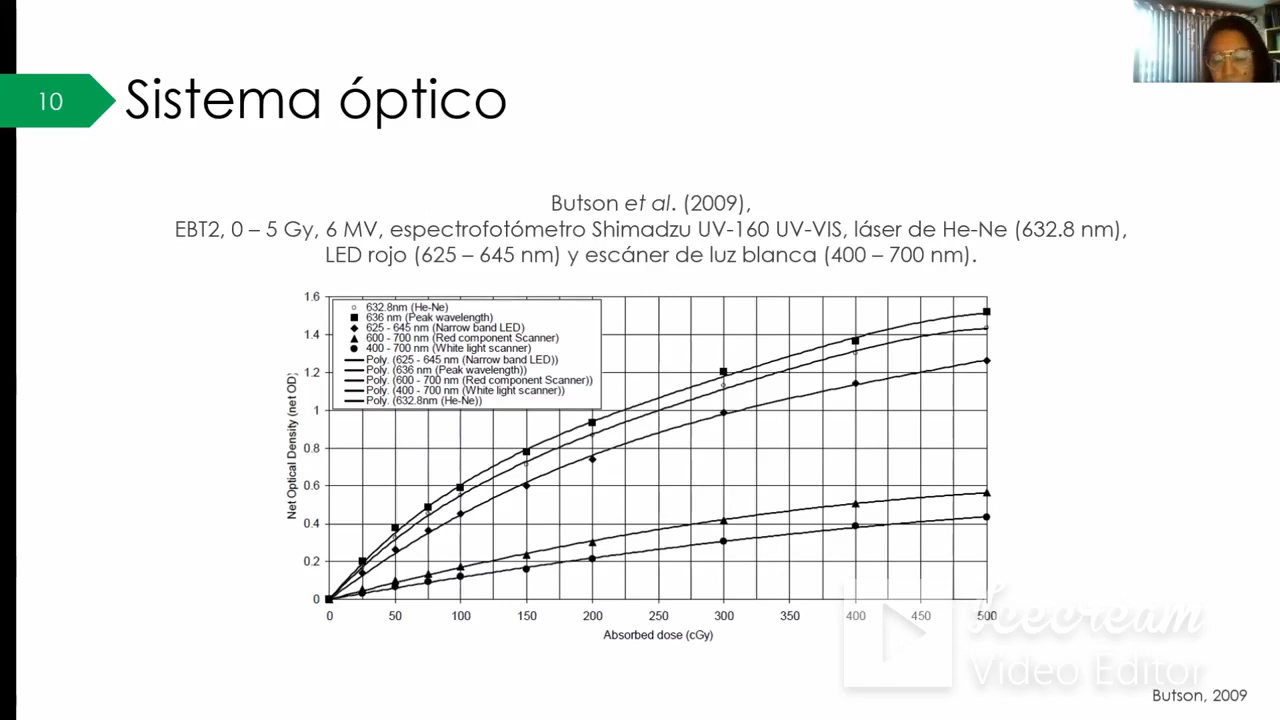 10
Sistema óptico
Butson et al. (2009),
EBT2, 0 – 5 Gy, 6 MV, espectrofotómetro Shimadzu UV-160 UV-VIS, láser de He-Ne (632.8 nm),
LED rojo (625 – 645 nm) y escáner de luz blanca (400 – 700 nm).
632.8nm (He-Ne)
636 nm (Peak wavelength)
625 - 645 nm (Narrow band LED)
600 - 700 nm (Red component Scanner)
400 - 700 nm (White light scanner)
Poly. (625 - 645 nm (Narrow band LED))
Poly. (636 nm (Peak wavelength))
Poly. (600 - 700 nm (Red component Scanner))
Poly. (400 - 700 nm (White light scanner))
Poly. (632.8nm (He-Ne))
Net Optical Density (net OD)
1.6
1.4
1.2
1
0.8
0.6
0.4
0.2
0
0 50 100 150 200 250 300 350 400 450 500
Absorbed dose (cGy)
Icecream
Video Editor
Butson, 2009